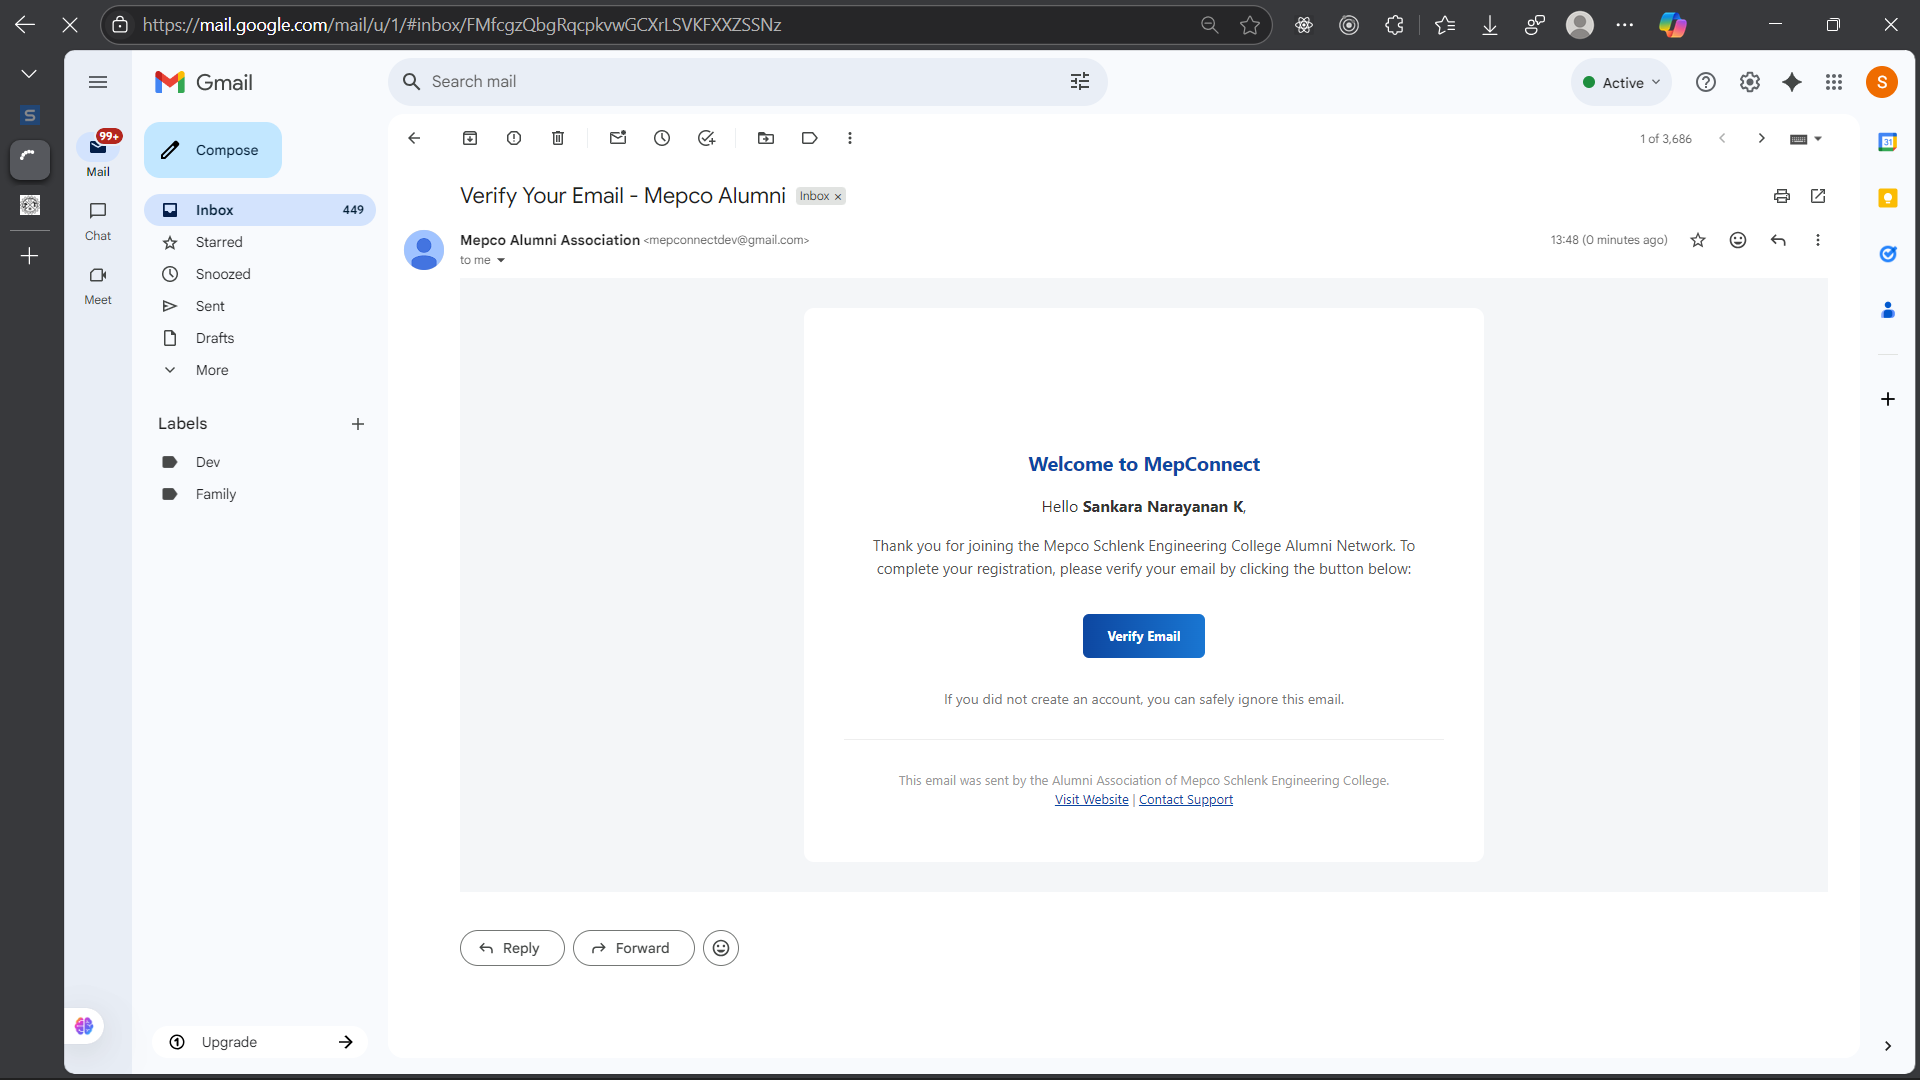 https://mail.google.com/mail/u/1/#inbox/FMfcgzQbgRqcpkvwGCXrLSVKFXXZSSNz
S
Gmail
Search mail
Active
S
99+
Mail
Compose
1 of 3,686
31
Inbox 449
Verify Your Email - Mepco Alumni Inbox x
Chat
Starred
Mepco Alumni Association <mepconnectdev@gmail.com>
13:48 (0 minutes ago)
to me
Snoozed
Meet
Sent
Drafts
More
Labels
Dev
Family
Welcome to MepConnect
Hello Sankara Narayanan K,
Thank you for joining the Mepco Schlenk Engineering College Alumni Network. To
complete your registration, please verify your email by clicking the button below:
Verify Email
If you did not create an account, you can safely ignore this email.
This email was sent by the Alumni Association of Mepco Schlenk Engineering College.
Visit Website | Contact Support
Reply
Forward
Upgrade